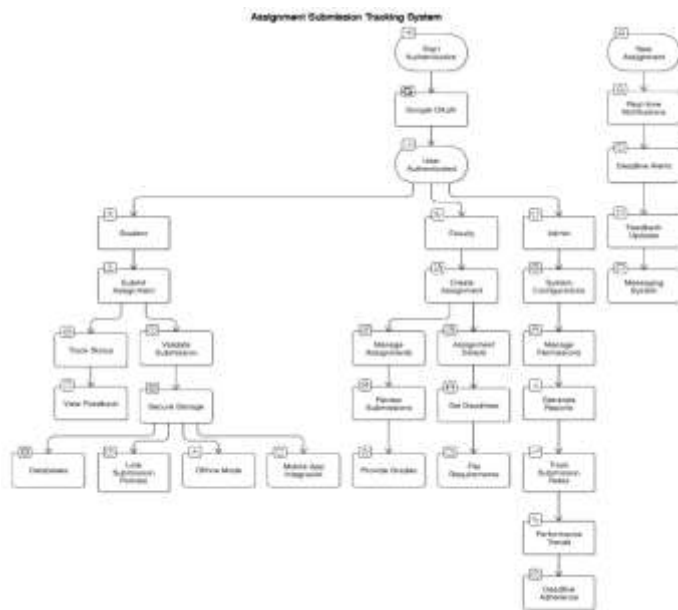 Assignment Submission Tracking System
Start
Authentication
New
Assignment
Google OAuth
Real-time
Notifications
User
Authenticated
Deadline Alerts
Student
Faculty
Admin
Feedback
Updates
Submit
Assignment
Create
Assignment
System
Configurations
Messaging
System
Track Status
Validate
Submission
Manage
Assignments
Assignment
Details
Manage
Permissions
View Feedback
Secure Storage
Review
Submissions
Set Deadlines
Generate
Reports
Databases
Late
Submission
Policies
Offline Mode
Mobile App
Integration
Provide Grades
File
Requirements
Track
Submission
Rates
Performance
Trends
Deadline
Adherence